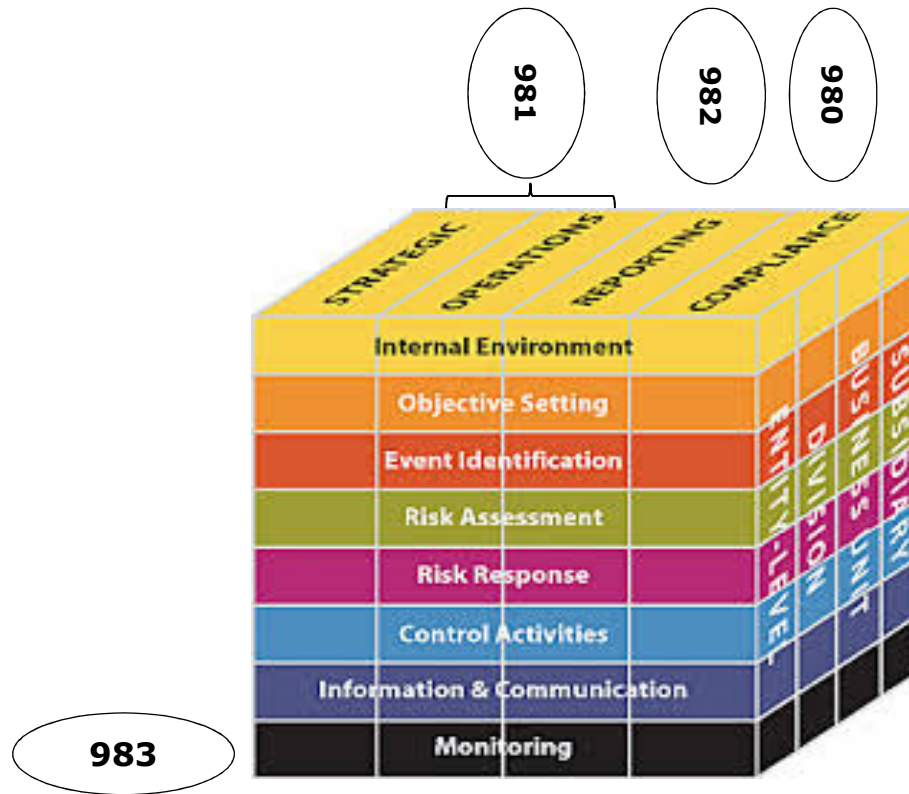 981
982
980
STRATEGIC
OPERATIONS
REPORTING
COMPLIANCE
Internal Environment
Objective Setting
Event Identification
Risk Assessment
Risk Response
Control Activities
Information & Communication
Monitoring
ENTITY-LEVEL
DIVISION
BUSINESS UNIT
SUBSIDIARY
983